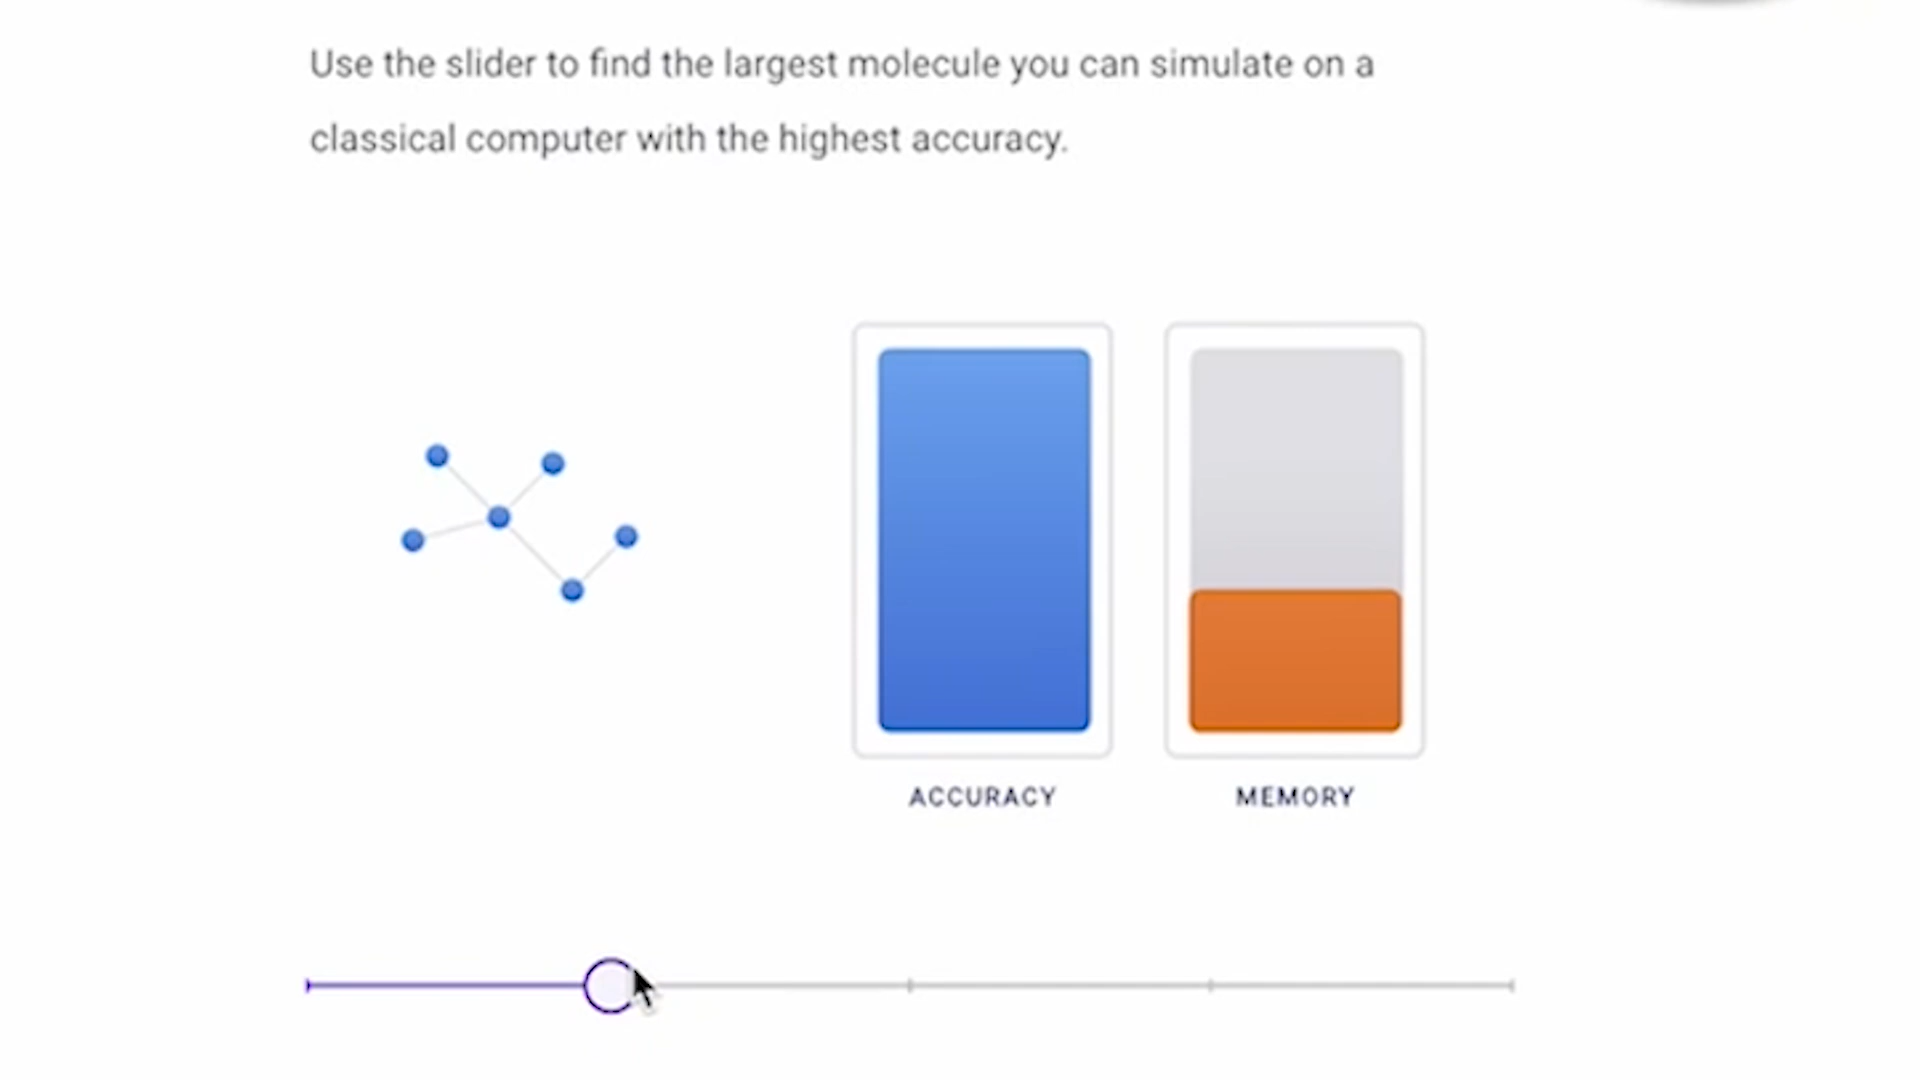 Use the slider to find the largest molecule you can simulate on a
classical computer with the highest accuracy.
ACCURACY
MEMORY